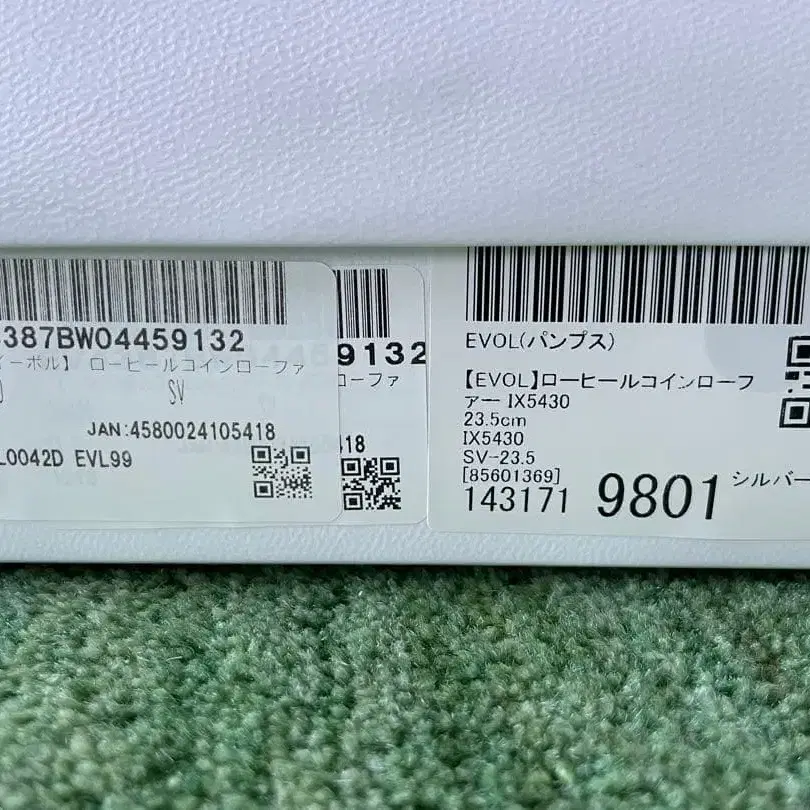 387BW04459132
ーボル】 ローヒールコインローファ
SV
JAN:4580024105418
L0042D EVL99
9132
コーファ
418
EVOL(パンプス)
【EVOL】ローヒールコインローフ
ァー IX5430
23.5cm
IX5430
SV-23.5
[85601369]
143171 9801 シルバー